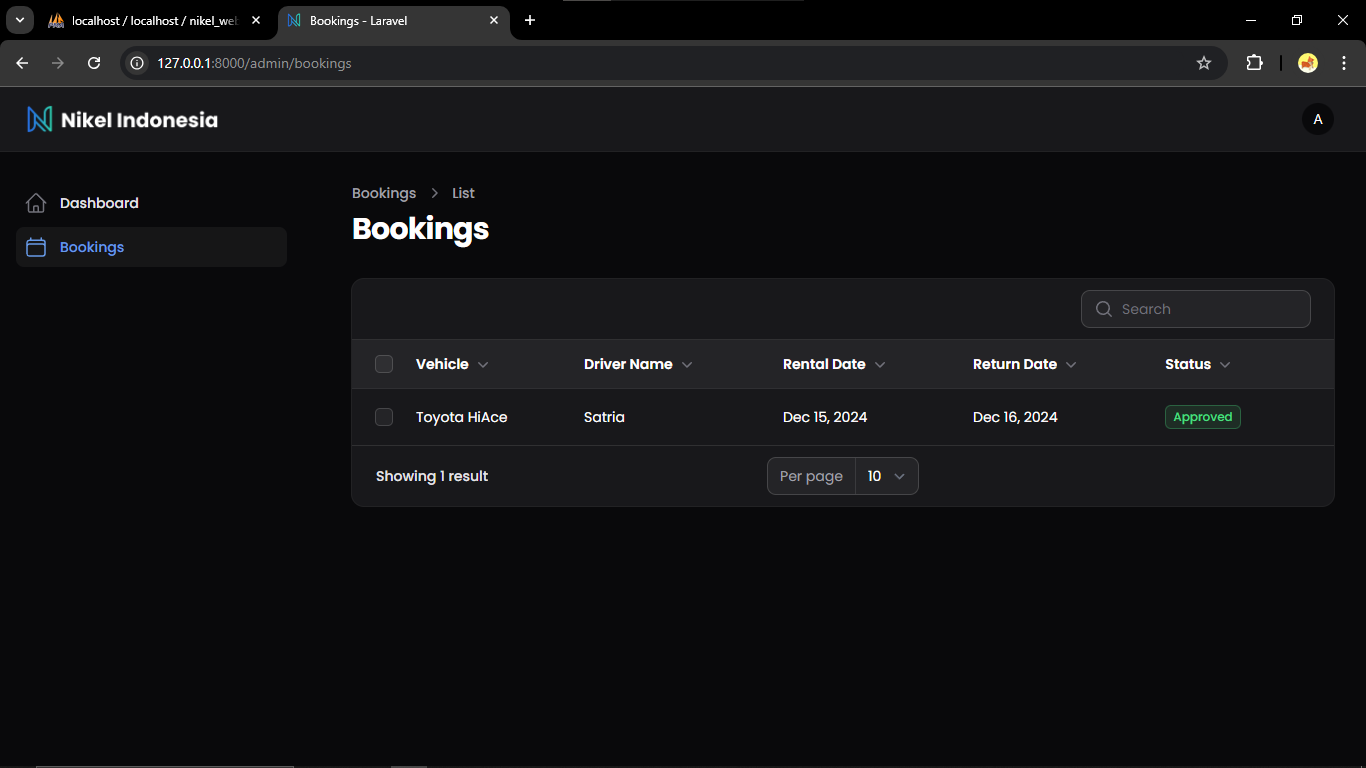 localhost / localhost / nikel_we
Bookings - Laravel
127.0.0.1:8000/admin/bookings
Nikel Indonesia
A
Dashboard
Bookings
Bookings > List
Bookings
Search
Vehicle Driver Name Rental Date Return Date Status
Toyota HiAce Satria Dec 15, 2024 Dec 16, 2024 Approved
Showing 1 result Per page 10